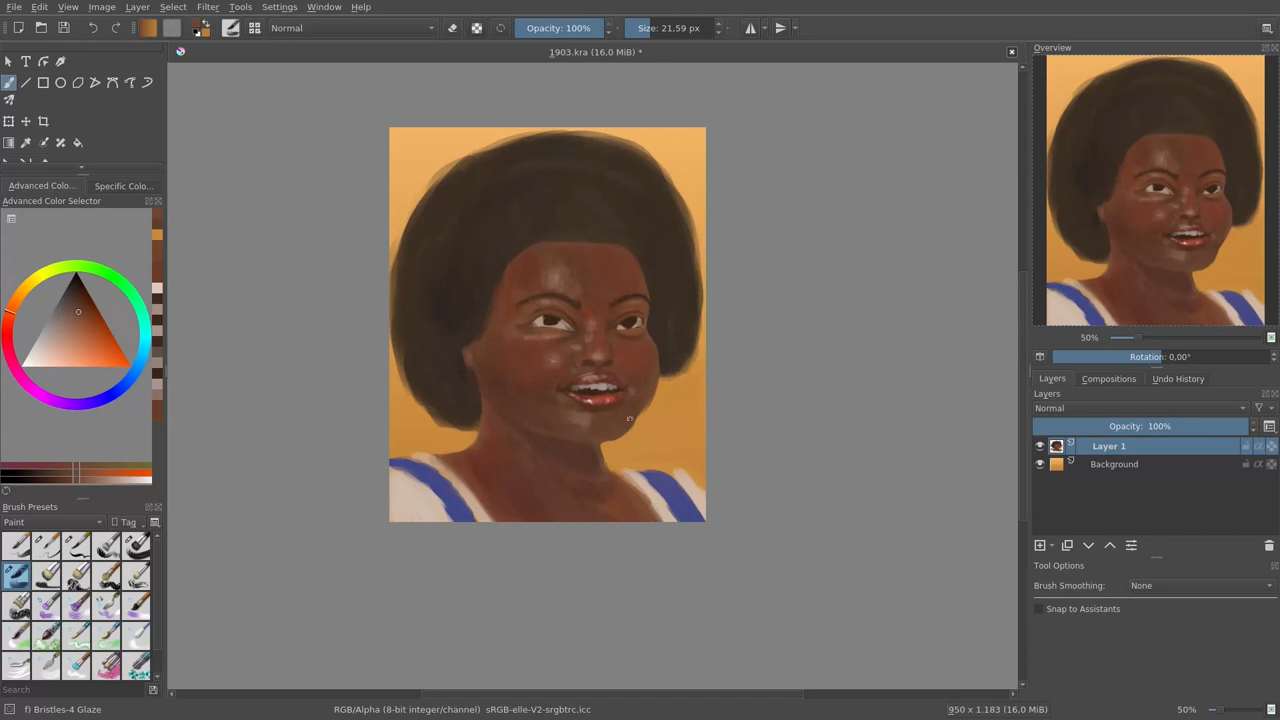 File Edit View Image Layer Select Filter Tools Settings Window Help
Normal Opacity: 100% Size: 21,59 px
1903.kra (16,0 MiB) *
Overview
50%
Rotation: 0,00°
Layers Compositions Undo History
Layers
Normal
Opacity: 100%
Layer 1
Background
Tool Options
Brush Smoothing: None
Snap to Assistants
Advanced Colo... Specific Colo...
Advanced Color Selector
Brush Presets
Paint Tag
Search
f) Bristles-4 Glaze RGB/Alpha (8-bit integer/channel) sRGB-elle-V2-srgbtrc.icc 950 x 1.183 (16,0 MiB) 50%